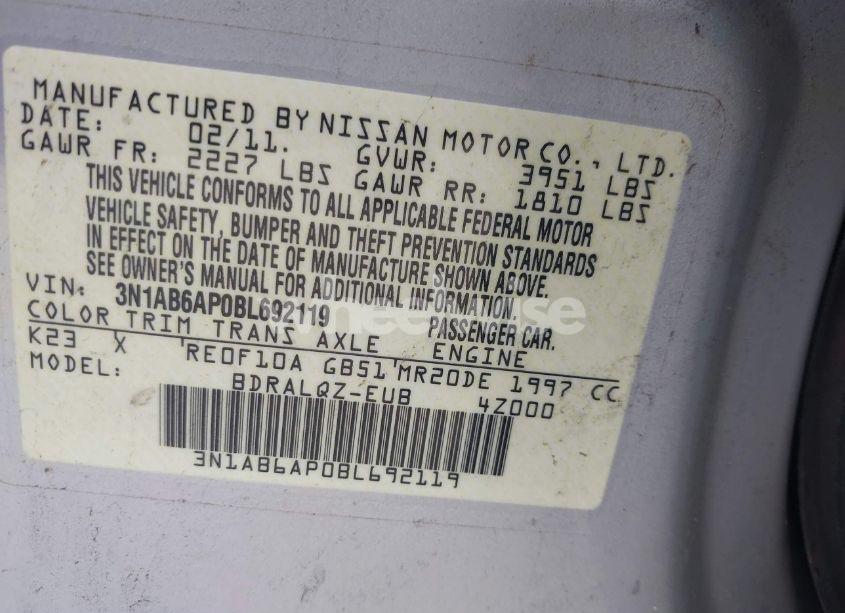 MANUFACTURED BY NISSAN MOTOR CO., LTD.
DATE: 02/11. GVWR: 3951 LBS
GAWR FR: 2227 LBS GAWR RR: 1810 LBS
THIS VEHICLE CONFORMS TO ALL APPLICABLE FEDERAL MOTOR
VEHICLE SAFETY, BUMPER AND THEFT PREVENTION STANDARDS
IN EFFECT ON THE DATE OF MANUFACTURE SHOWN ABOVE.
SEE OWNER'S MANUAL FOR ADDITIONAL INFORMATION.
VIN: 3N1AB6AP0BL692119 PASSENGER CAR.
COLOR TRIM TRANS AXLE ENGINE
K23 X RE0F10A GB51 MR20DE 1997 CC
MODEL: BDRALQZ-EUB 4Z000
3N1AB6AP0BL692119